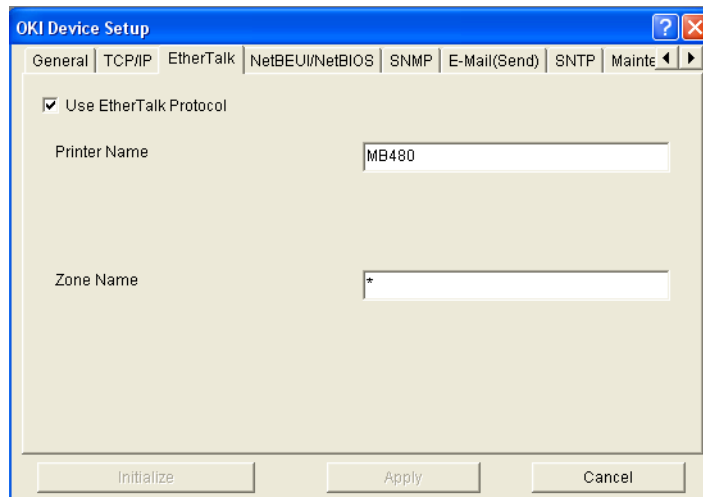 OKI Device Setup
General TCP/IP EtherTalk NetBEUI/NetBIOS SNMP E-Mail(Send) SNTP Mainte
Use EtherTalk Protocol
Printer Name MB480
Zone Name *
Initialize Apply Cancel